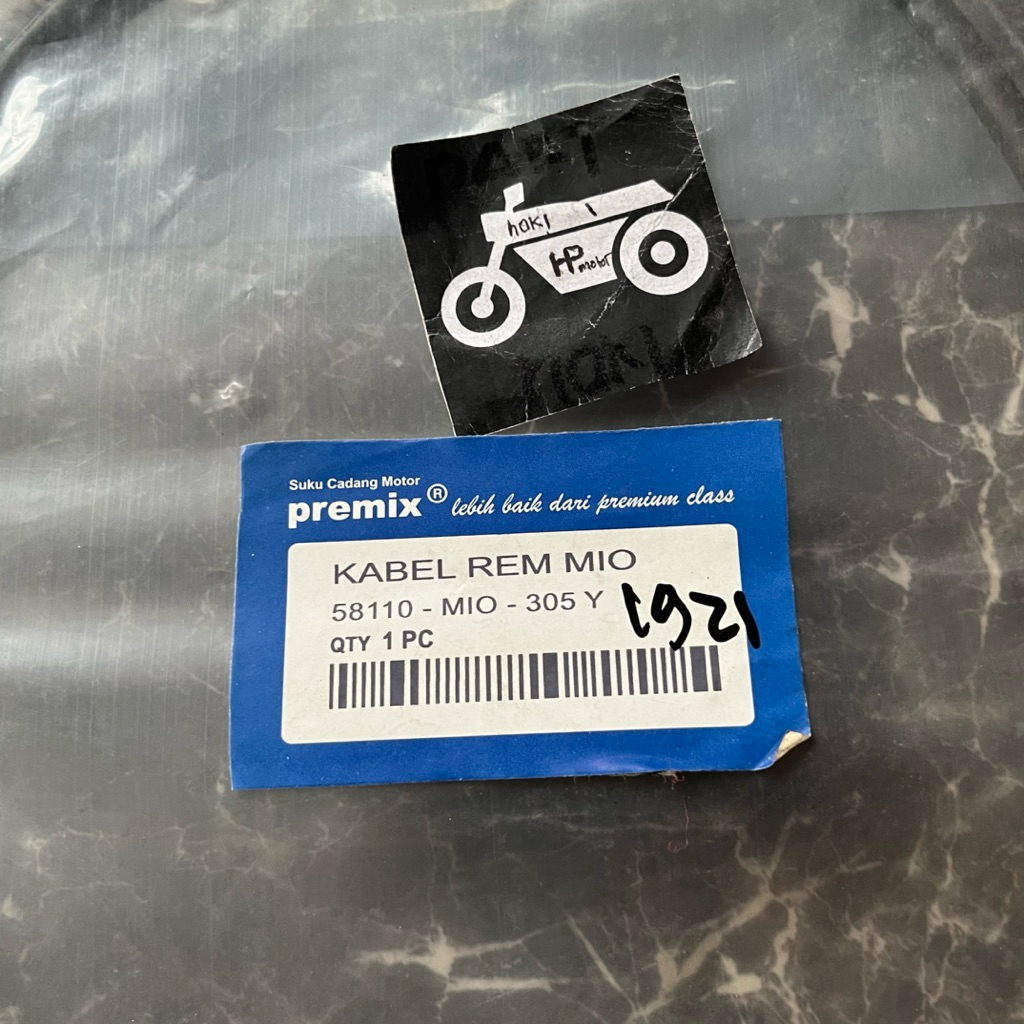 hoki
HP motor
Suku Cadang Motor
premix® lebih baik dari premium class
KABEL REM MIO
58110 - MIO - 305 Y
QTY 1 PC